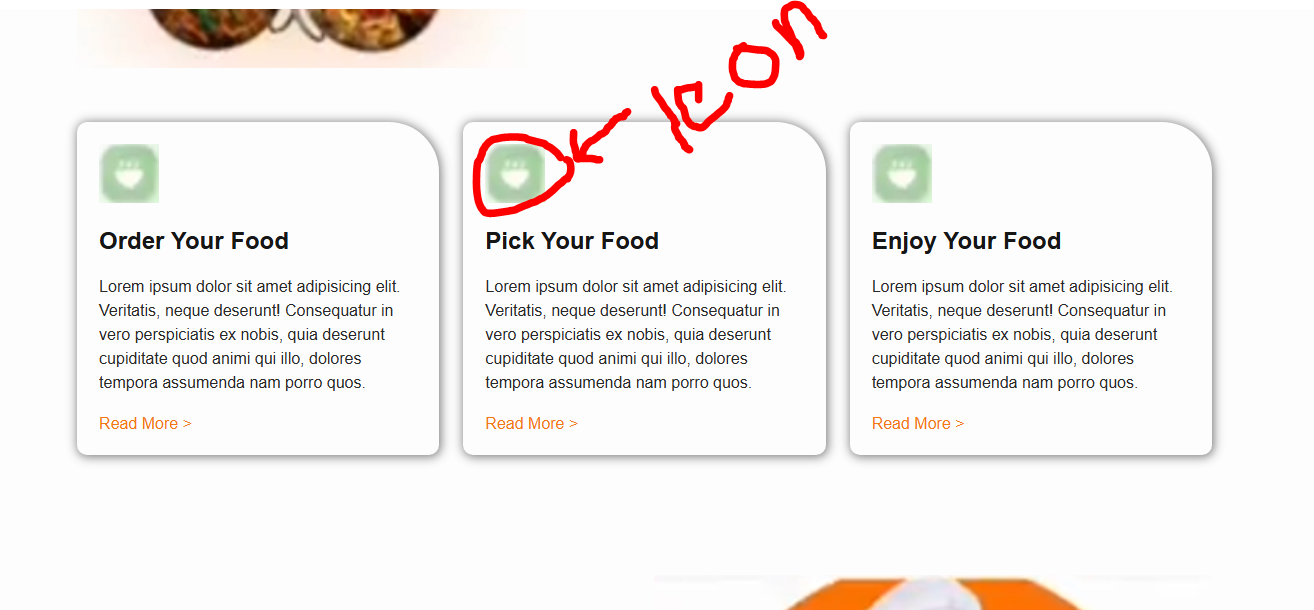 Icon
Order Your Food
Lorem ipsum dolor sit amet adipisicing elit.
Veritatis, neque deserunt! Consequatur in
vero perspiciatis ex nobis, quia deserunt
cupiditate quod animi qui illo, dolores
tempora assumenda nam porro quos.
Read More >
Pick Your Food
Lorem ipsum dolor sit amet adipisicing elit.
Veritatis, neque deserunt! Consequatur in
vero perspiciatis ex nobis, quia deserunt
cupiditate quod animi qui illo, dolores
tempora assumenda nam porro quos.
Read More >
Enjoy Your Food
Lorem ipsum dolor sit amet adipisicing elit.
Veritatis, neque deserunt! Consequatur in
vero perspiciatis ex nobis, quia deserunt
cupiditate quod animi qui illo, dolores
tempora assumenda nam porro quos.
Read More >